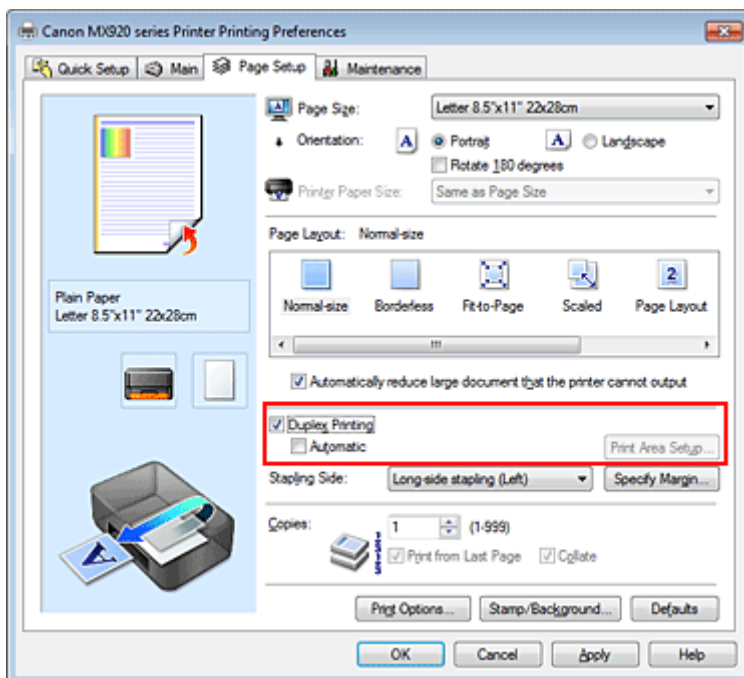 Canon MX920 series Printer Printing Preferences
Quick Setup Main Page Setup Maintenance
Page Size: Letter 8.5"x11" 22x28cm
Orientation: A Portrait A Landscape
Rotate 180 degrees
Printer Paper Size: Same as Page Size
Page Layout: Normal-size
2
Normal-size Borderless Fit-to-Page Scaled Page Layout
Plain Paper
Letter 8.5"x11" 22x28cm
Automatically reduce large document that the printer cannot output
Duplex Printing
Automatic Print Area Setup...
Stapling Side: Long-side stapling (Left) Specify Margin...
Copies: 1 (1-999)
Print from Last Page Collate
A
Print Options... Stamp/Background... Defaults
OK Cancel Apply Help